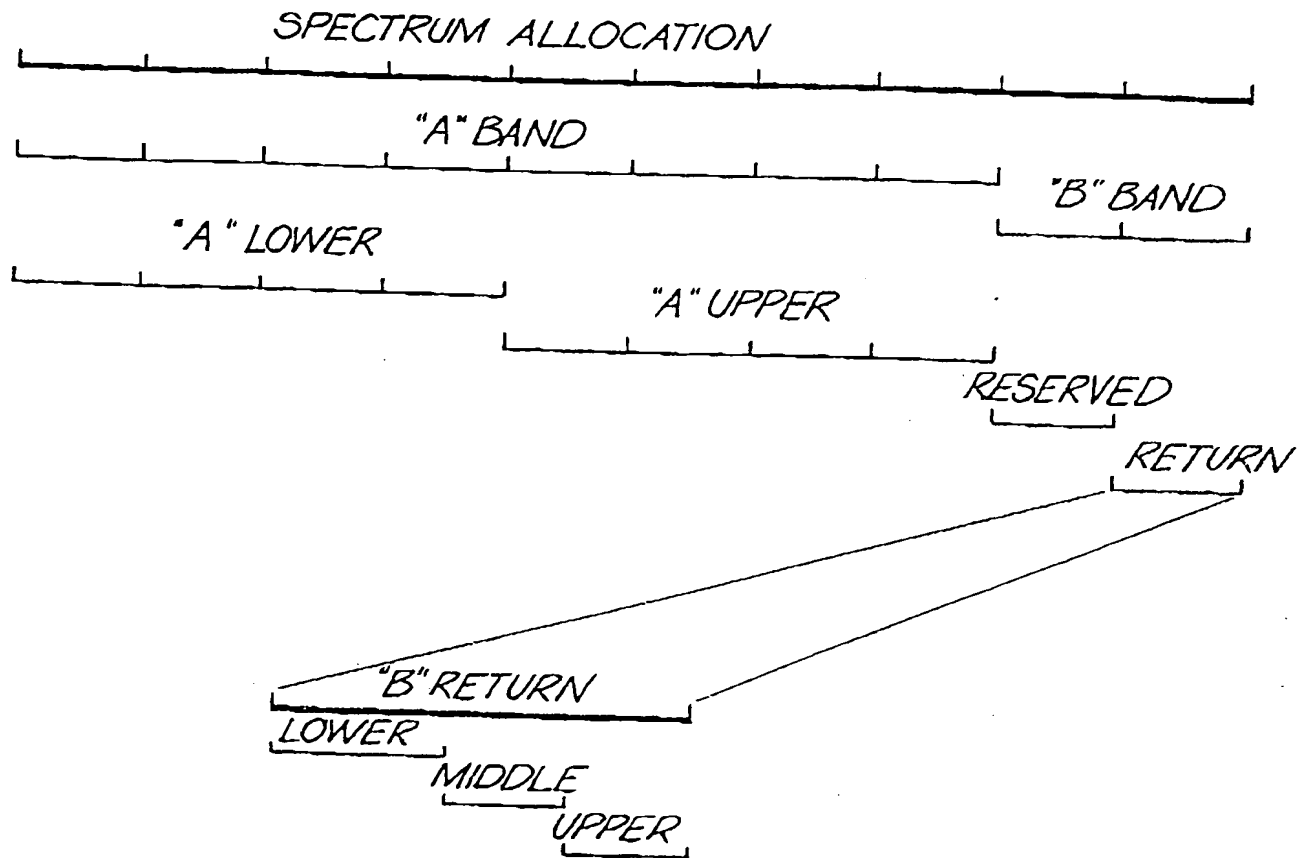 SPECTRUM ALLOCATION
"A" BAND
"B" BAND
"A" LOWER
"A" UPPER
RESERVED
RETURN
"B" RETURN
LOWER
MIDDLE
UPPER